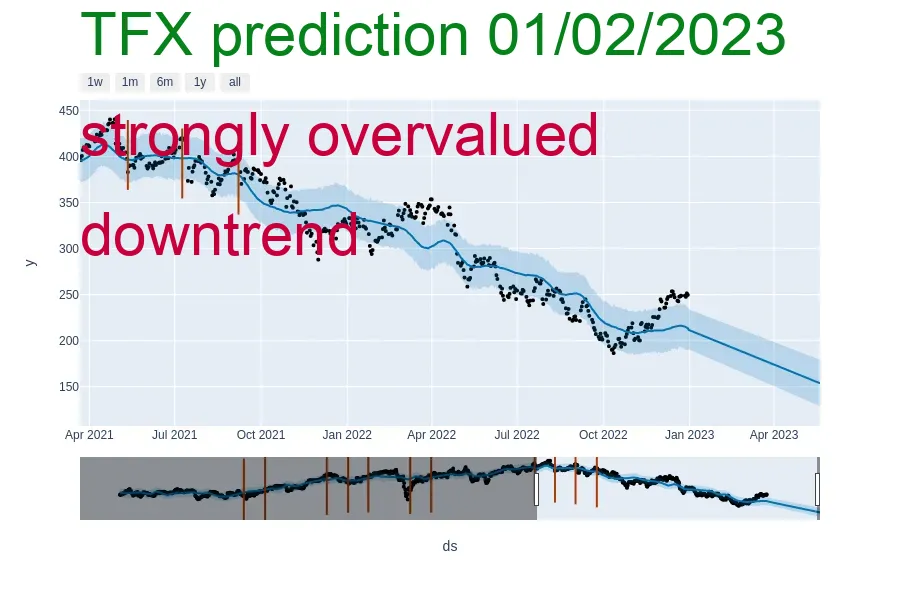 TFX prediction 01/02/2023
1w 1m 6m 1y all
450
strongly overvalued
400
350
downtrend
300
y
250
200
150
Apr 2021 Jul 2021 Oct 2021 Jan 2022 Apr 2022 Jul 2022 Oct 2022 Jan 2023 Apr 2023
ds